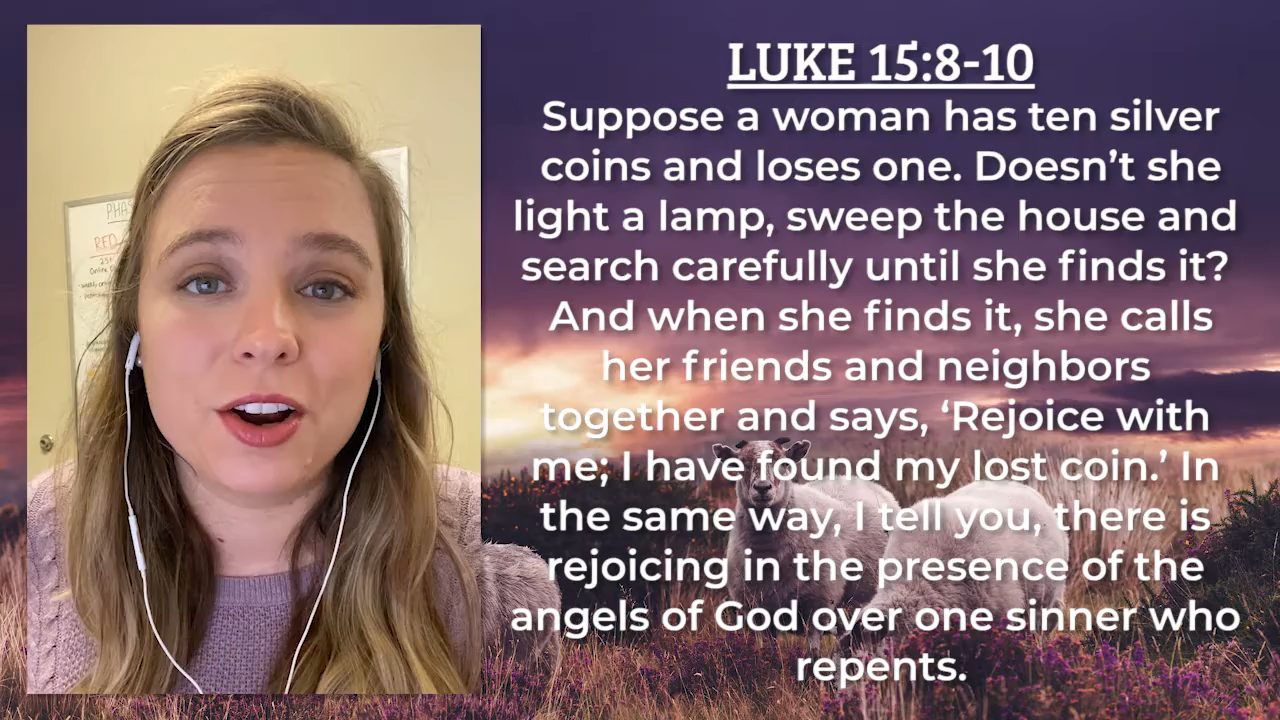 LUKE 15:8-10
Suppose a woman has ten silver
coins and loses one. Doesn’t she
light a lamp, sweep the house and
search carefully until she finds it?
And when she finds it, she calls
her friends and neighbors
together and says, ‘Rejoice with
me; I have found my lost coin.’ In
the same way, I tell you, there is
rejoicing in the presence of the
angels of God over one sinner who
repents.
PHAS
RED